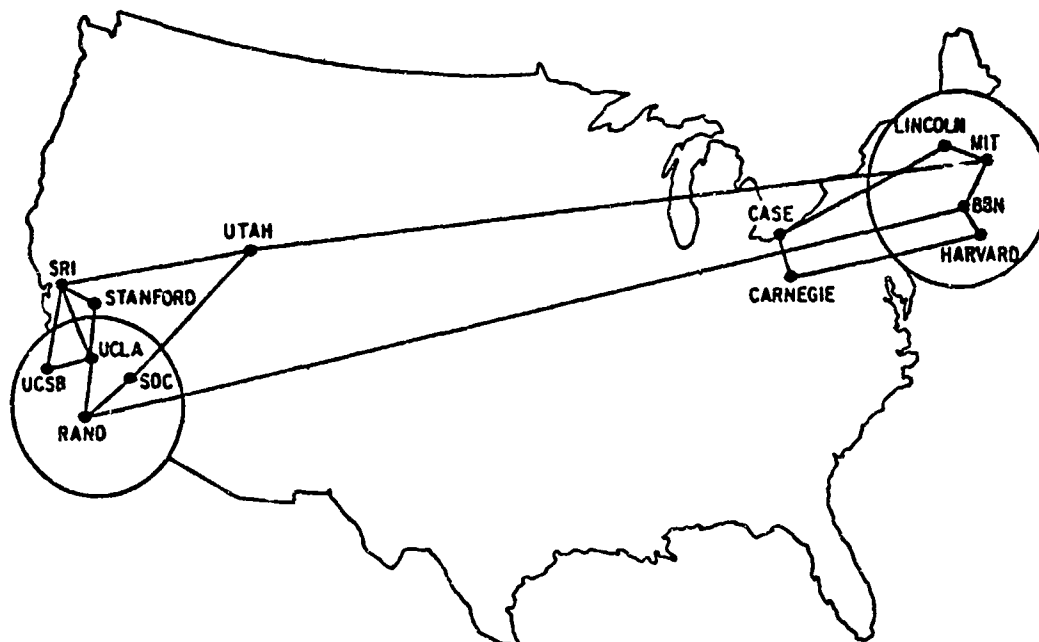 LINCOLN
MIT
CASE
BBN
UTAH
HARVARD
SRI
CARNEGIE
STANFORD
UCLA
UCSB
SDC
RAND